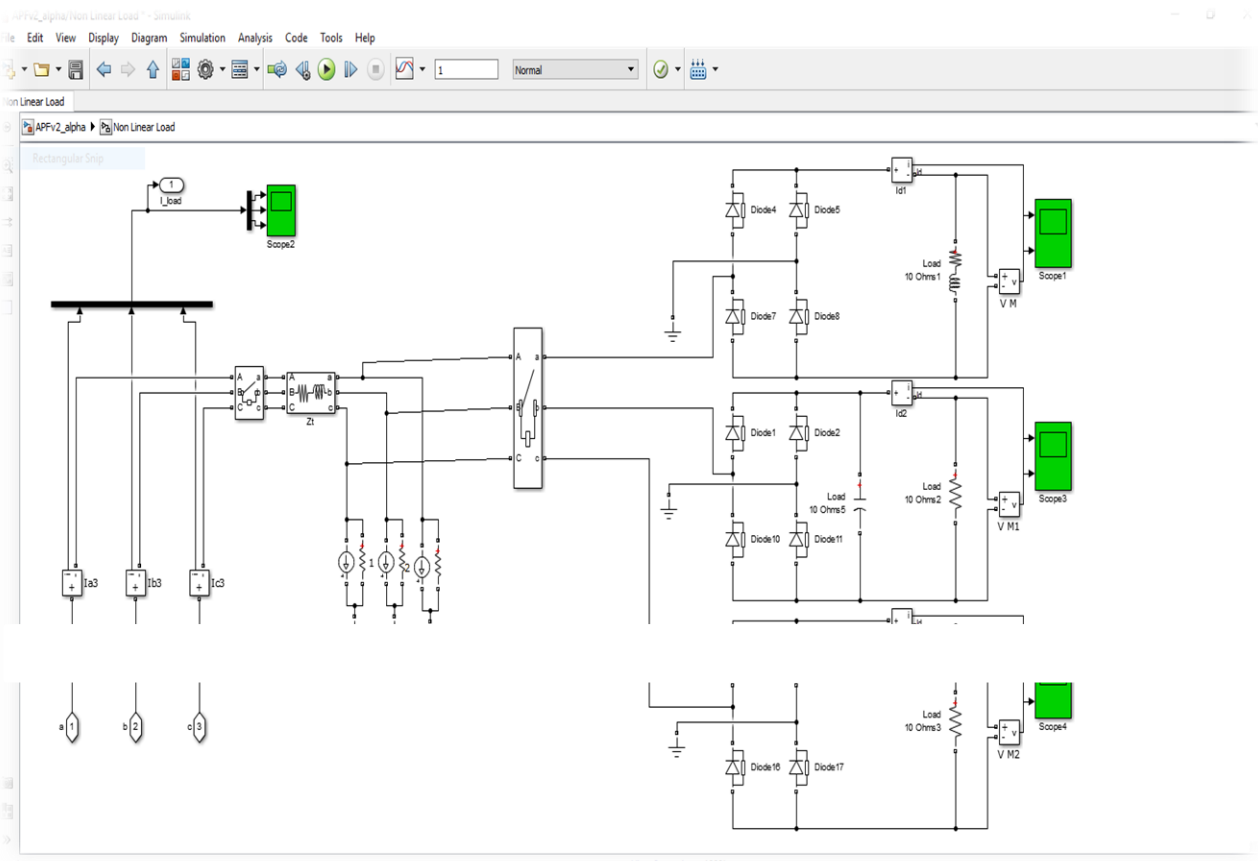 APFv2_alpha/Non Linear Load * - Simulink
File Edit View Display Diagram Simulation Analysis Code Tools Help
1 Normal
Non Linear Load
APFv2_alpha Non Linear Load
Rectangular Snip
1
I_load
Scope2
Diode4 Diode5
Load
10 Ohms1
Diode7 Diode8
+ i
-
Id1
+ v
-
V M
Scope1
A a
B b
C c
A a
B b
C c
Zt
A a
B b
C c
Diode1 Diode2
Load
10 Ohms5
Diode10 Diode11
Load
10 Ohms2
+ i
-
Id2
+ v
-
V M1
Scope3
1 2
Ia3 Ib3 Ic3
+ i
a 1 b 2 c 3
Diode16 Diode17
Load
10 Ohms3
+ v
-
V M2
Scope4